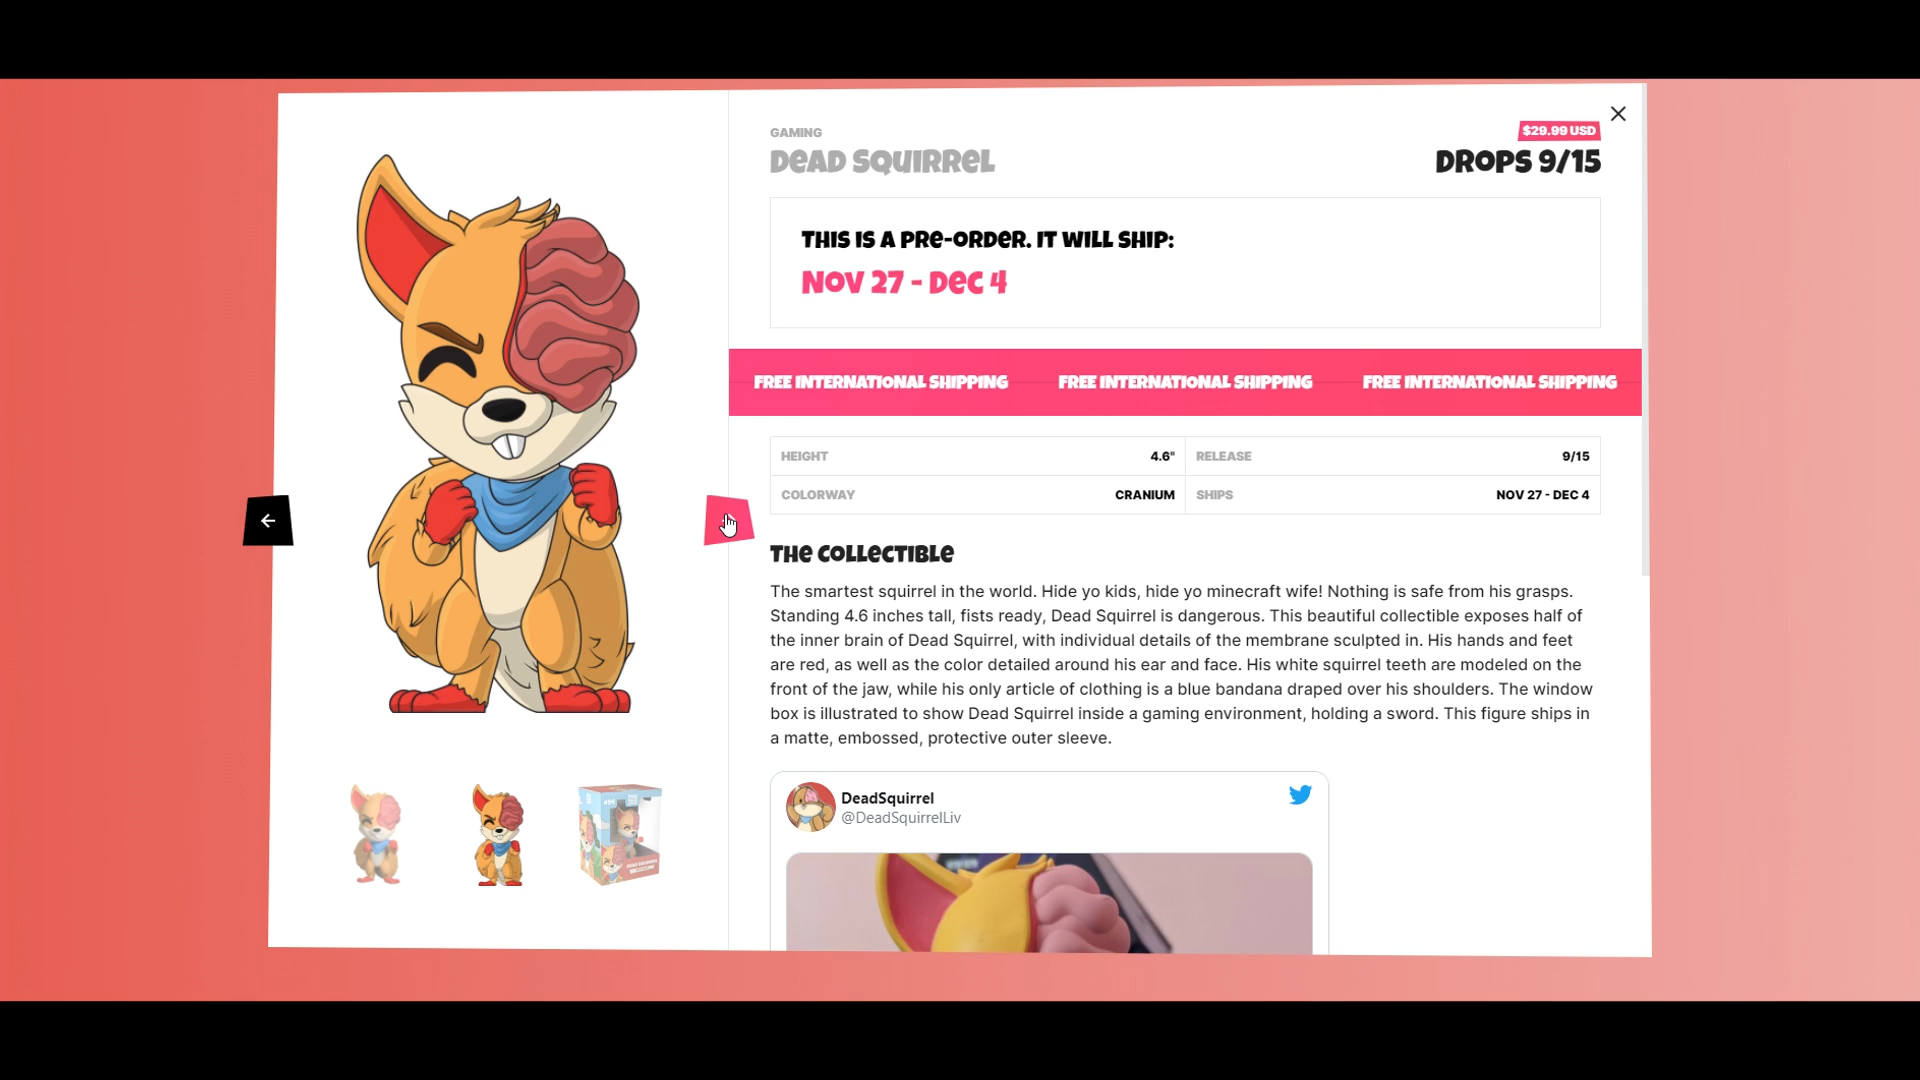 GAMING
DEAD SQUIRREL
$29.99 USD
DROPS 9/15
THIS IS A PRE-ORDER. IT WILL SHIP:
NOV 27 - DEC 4
FREE INTERNATIONAL SHIPPING FREE INTERNATIONAL SHIPPING FREE INTERNATIONAL SHIPPING
HEIGHT 4.6" RELEASE 9/15
COLORWAY CRANIUM SHIPS NOV 27 - DEC 4
THE COLLECTIBLE
The smartest squirrel in the world. Hide yo kids, hide yo minecraft wife! Nothing is safe from his grasps.
Standing 4.6 inches tall, fists ready, Dead Squirrel is dangerous. This beautiful collectible exposes half of
the inner brain of Dead Squirrel, with individual details of the membrane sculpted in. His hands and feet
are red, as well as the color detailed around his ear and face. His white squirrel teeth are modeled on the
front of the jaw, while his only article of clothing is a blue bandana draped over his shoulders. The window
box is illustrated to show Dead Squirrel inside a gaming environment, holding a sword. This figure ships in
a matte, embossed, protective outer sleeve.
DeadSquirrel
@DeadSquirrelLiv